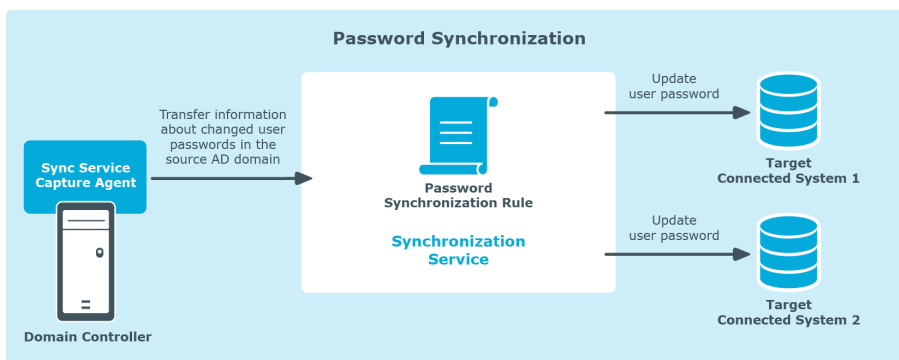 Password Synchronization
Transfer information
about changed user
passwords in the
source AD domain
Sync Service
Capture Agent
Domain Controller
Password
Synchronization Rule
Synchronization
Service
Update
user password
Target
Connected System 1
Update
user password
Target
Connected System 2